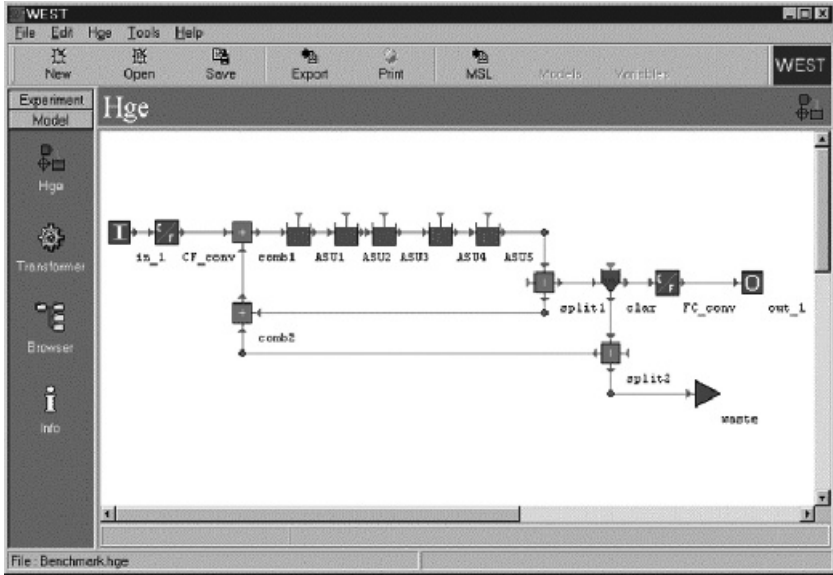 WEST
File Edit Hge Tools Help
New Open Save Export Print MSL Models Variables WEST
Experiment
Model
Hge
Hge
Transformer
Browser
Info
in_1 CF_conv comb1 ASU1 ASU2 ASU3 ASU4 ASU5
split1 clar FC_conv out_1
comb2
split2
waste
File : Benchmark.hge